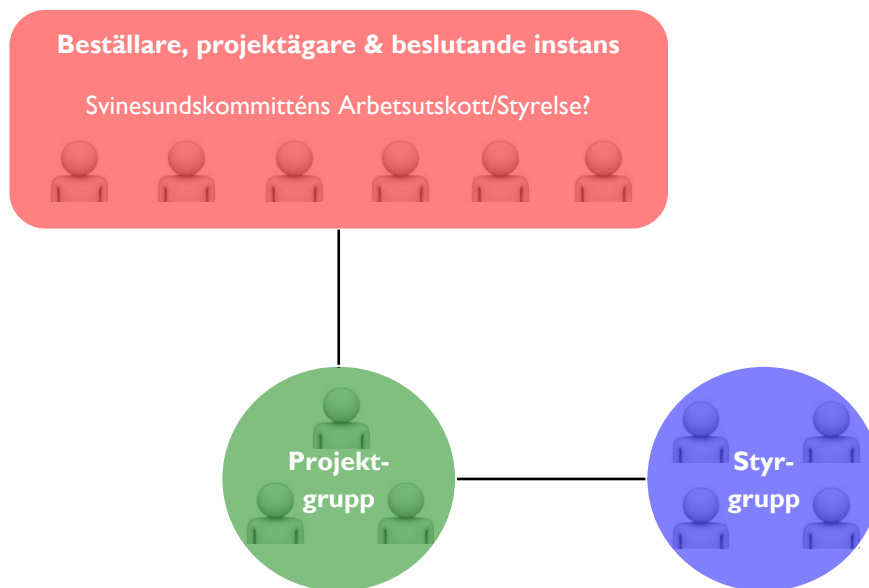 Beställare, projektägare & beslutande instans
Svinesundskommitténs Arbetsutskott/Styrelse?
Projekt-
grupp
Styr-
grupp